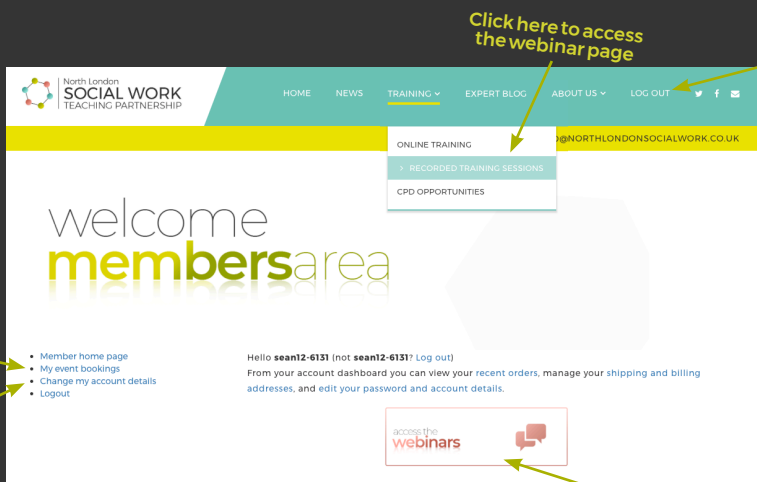 Click here to access
the webinar page
North London
SOCIAL WORK
TEACHING PARTNERSHIP
HOME NEWS TRAINING EXPERT BLOG ABOUT US LOG OUT
@NORTHLONDONSOCIALWORK.CO.UK
ONLINE TRAINING
> RECORDED TRAINING SESSIONS
CPD OPPORTUNITIES
welcome
membersarea
• Member home page
• My event bookings
• Change my account details
• Logout
Hello sean12-6131 (not sean12-6131? Log out)
From your account dashboard you can view your recent orders, manage your shipping and billing
addresses, and edit your password and account details.
access the
webinars